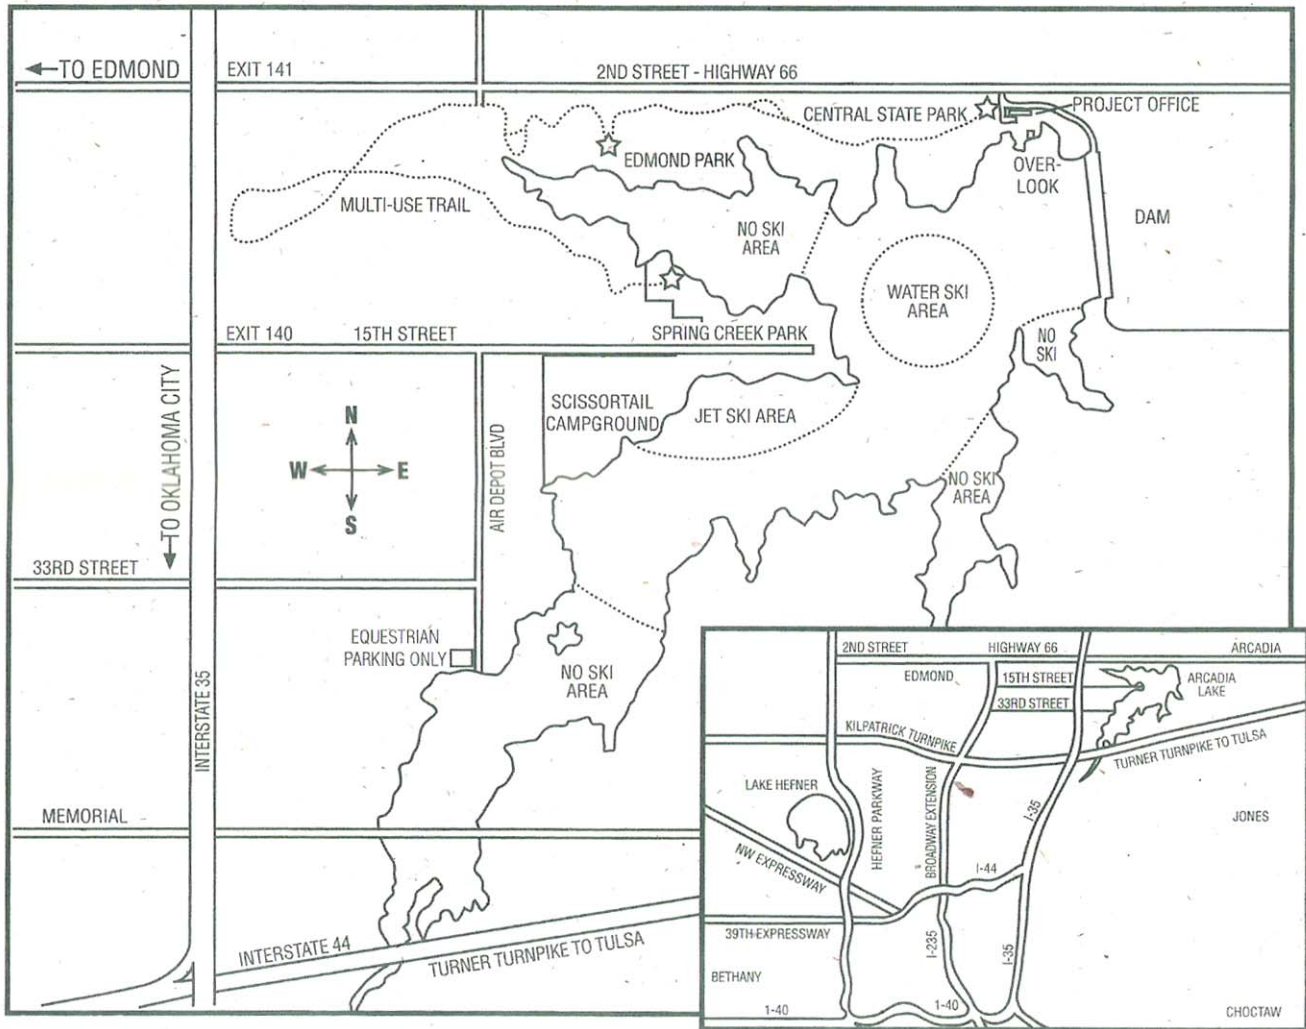 TO EDMOND
EXIT 141
2ND STREET - HIGHWAY 66
CENTRAL STATE PARK
PROJECT OFFICE
EDMOND PARK
OVER-
LOOK
MULTI-USE TRAIL
NO SKI
AREA
DAM
WATER SKI
AREA
EXIT 140
15TH STREET
SPRING CREEK PARK
NO
SKI
TO OKLAHOMA CITY
SCISSORTAIL
CAMPGROUND
JET SKI AREA
N
W
E
S
AIR DEPOT BLVD
NO SKI
AREA
33RD STREET
EQUESTRIAN
PARKING ONLY
NO SKI
AREA
INTERSTATE 35
MEMORIAL
INTERSTATE 44
TURNER TURNPIKE TO TULSA
2ND STREET
HIGHWAY 66
ARCADIA
EDMOND
15TH STREET
ARCADIA
LAKE
33RD STREET
KILPATRICK TURNPIKE
TURNER TURNPIKE TO TULSA
LAKE HEFNER
HEFNER PARKWAY
BROADWAY EXTENSION
I-35
JONES
NW EXPRESSWAY
I-44
39TH EXPRESSWAY
I-235
I-35
BETHANY
1-40
1-40
CHOCTAW